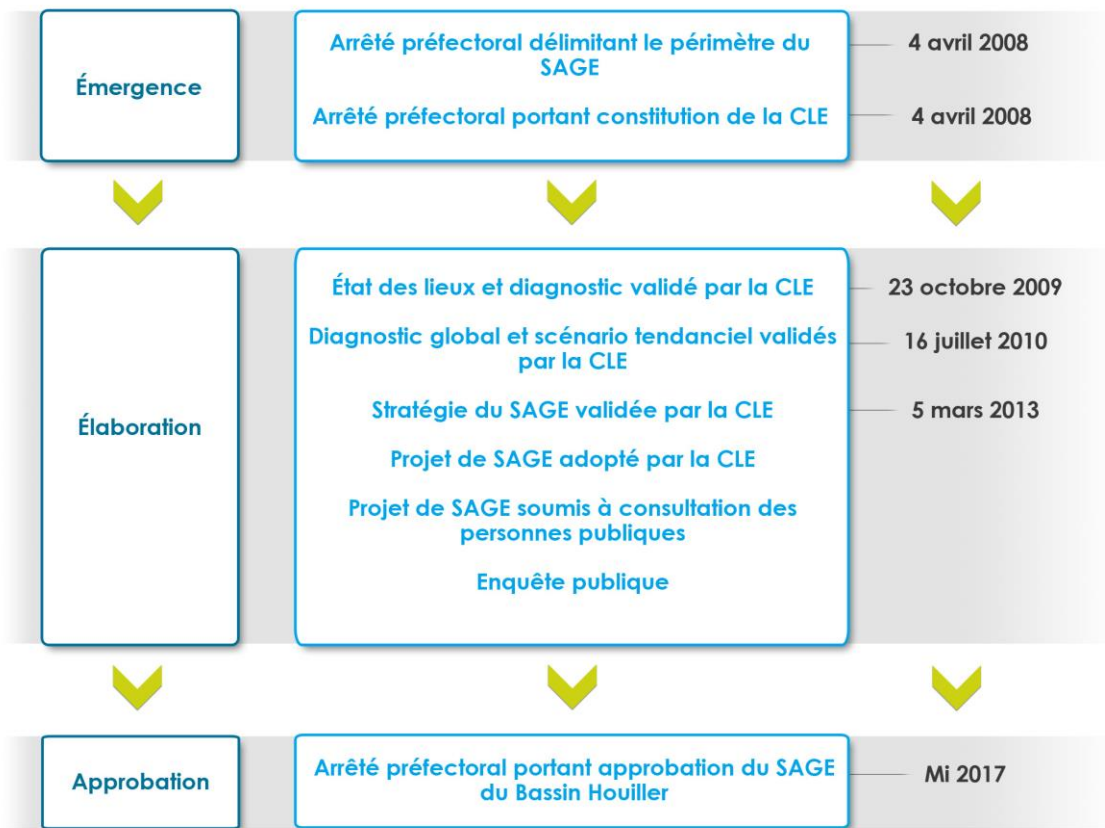 Émergence
Arrêté préfectoral délimitant le périmètre du
SAGE
4 avril 2008
Arrêté préfectoral portant constitution de la CLE
4 avril 2008
Élaboration
État des lieux et diagnostic validé par la CLE
23 octobre 2009
Diagnostic global et scénario tendanciel validés
par la CLE
16 juillet 2010
Stratégie du SAGE validée par la CLE
5 mars 2013
Projet de SAGE adopté par la CLE
Projet de SAGE soumis à consultation des
personnes publiques
Enquête publique
Approbation
Arrêté préfectoral portant approbation du SAGE
du Bassin Houiller
Mi 2017